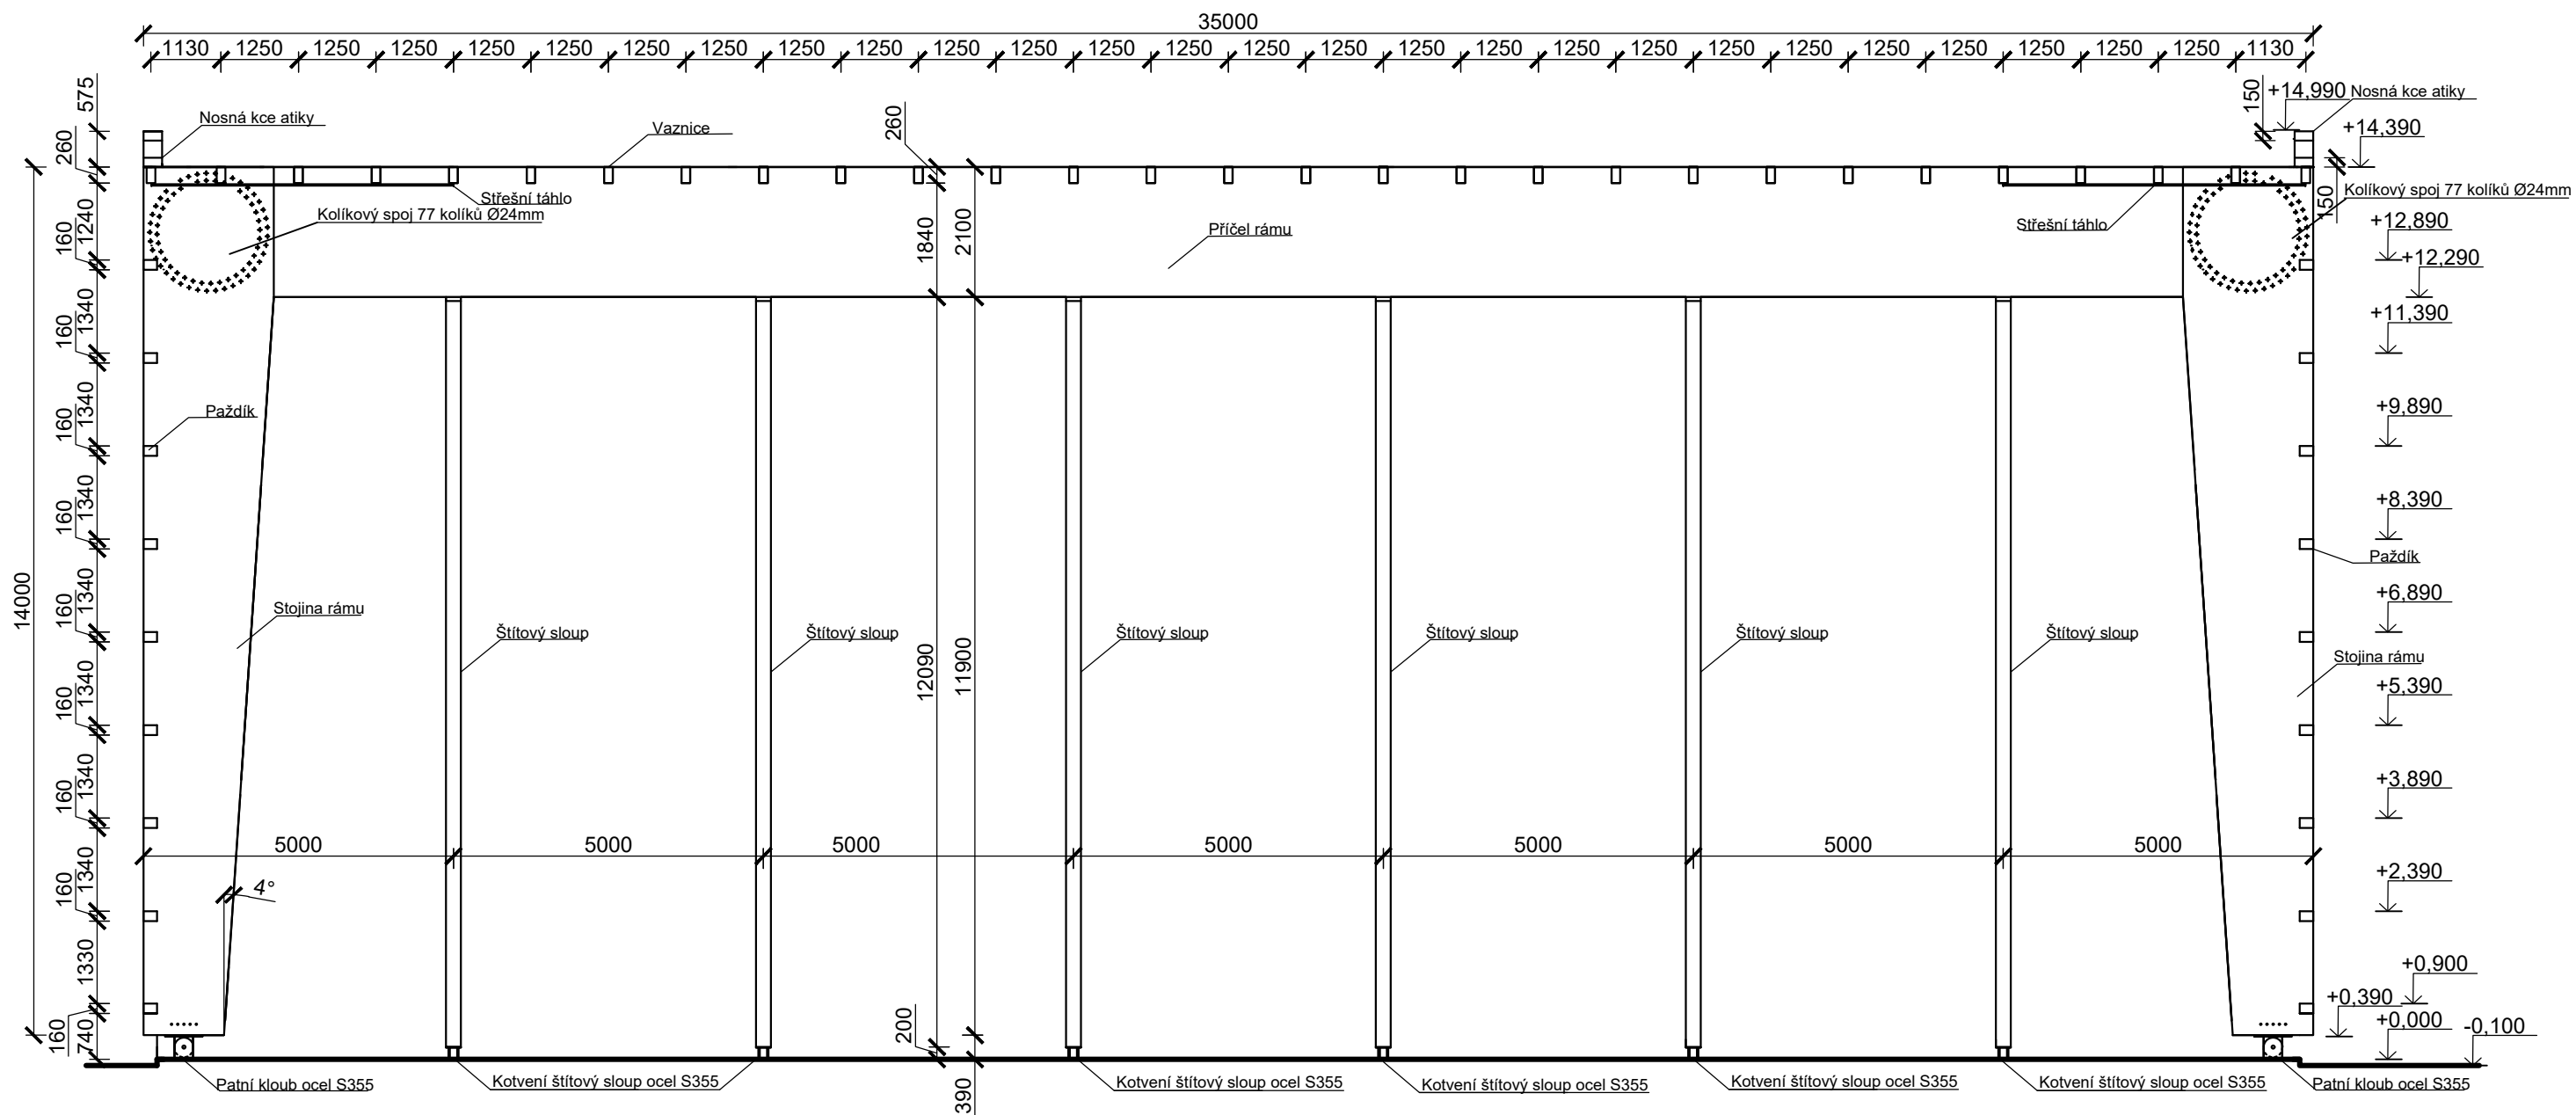 35000
1130 1250 1250 1250 1250 1250 1250 1250 1250 1250 1250 1250 1250 1250 1250 1250 1250 1250 1250 1250 1250 1250 1250 1250 1250 1250 1250 1130
575
260
Nosná kce atiky
Vaznice
260
150
+14,990
Nosná kce atiky
+14,390
Střešní táhlo
Kolíkový spoj 77 kolíků Ø24mm
Kolíkový spoj 77 kolíků Ø24mm
150
Střešní táhlo
Příčel rámu
1840
2100
+12,890
+12,290
1240
160
1340
160
+11,390
1340
160
Paždík
+9,890
1340
160
+8,390
Paždík
14000
1340
160
Stojina rámu
+6,890
Štítový sloup Štítový sloup Štítový sloup Štítový sloup Štítový sloup Štítový sloup
Stojina rámu
12090
11900
1340
160
+5,390
1340
160
+3,890
5000 5000 5000 5000 5000 5000 5000
1340
160
4°
+2,390
1330
160
740
+0,900
+0,390
+0,000
-0,100
200
390
Patní kloub ocel S355
Kotvení štítový sloup ocel S355
Kotvení štítový sloup ocel S355
Kotvení štítový sloup ocel S355
Kotvení štítový sloup ocel S355
Kotvení štítový sloup ocel S355
Patní kloub ocel S355